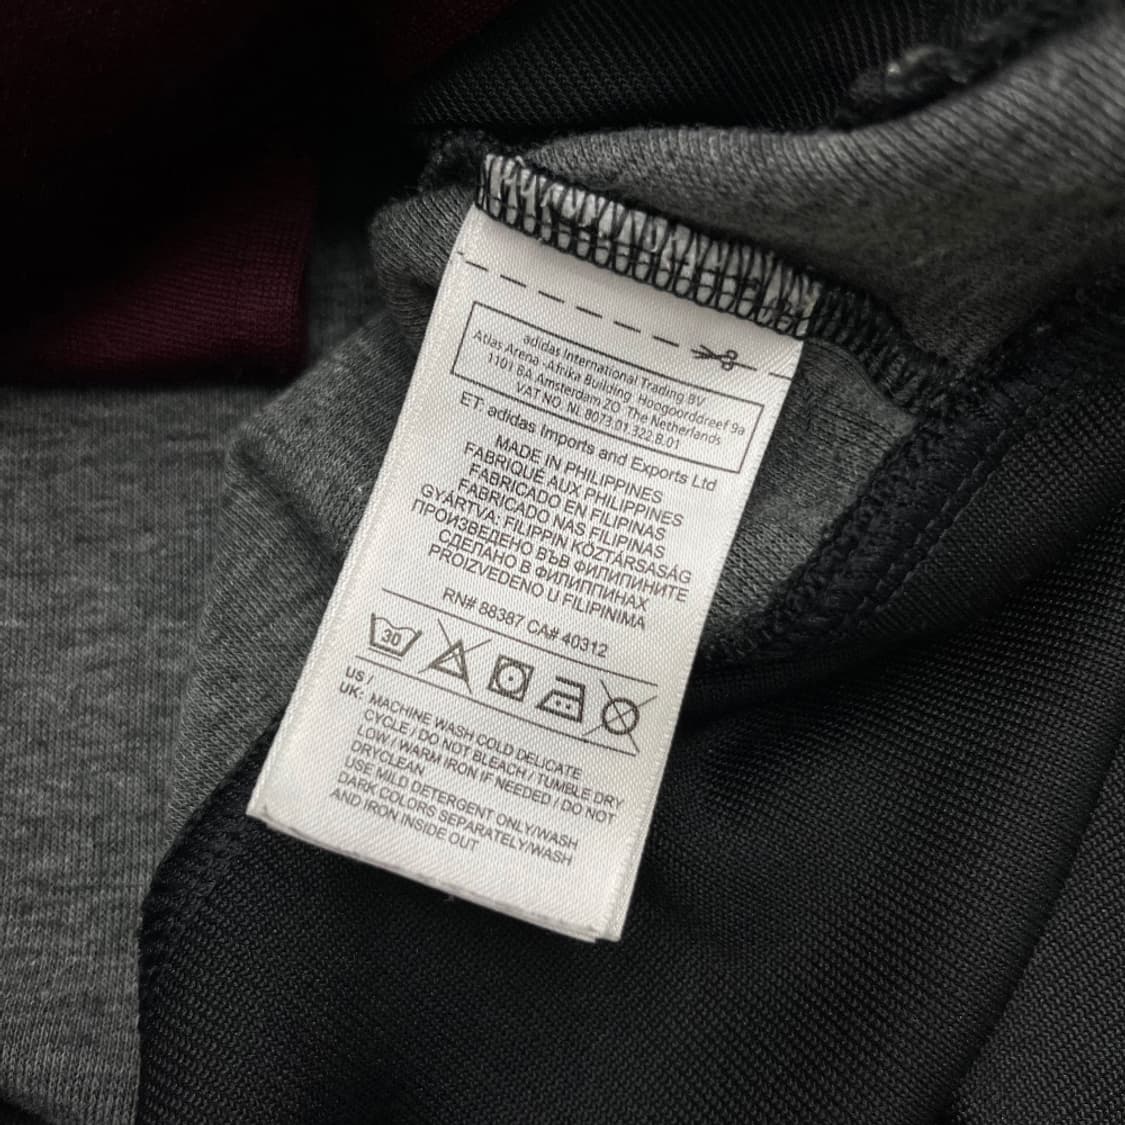 adidas International Trading BV
Atlas Arena - Afrika Building, Hoogoorddreef 9a
1101 BA, Amsterdam ZO The Netherlands
VAT NO. NL 8073.01.322.B.01
ET: adidas Imports and Exports Ltd
MADE IN PHILIPPINES
FABRIQUÉ AUX PHILIPPINES
FABRICADO EN FILIPINAS
FABRICADO NAS FILIPINAS
GYÁRTVA: FILIPPIN KÖZTÁRSASÁG
ПРОИЗВЕДЕНО ВЪВ ФИЛИПИНИТЕ
СДЕЛАНО В ФИЛИППИНАХ
PROIZVEDENO U FILIPINIMA
RN# 88387 CA# 40312
30
US /
UK: MACHINE WASH COLD DELICATE
CYCLE / DO NOT BLEACH / TUMBLE DRY
LOW / WARM IRON IF NEEDED / DO NOT
DRYCLEAN
USE MILD DETERGENT ONLY/WASH
DARK COLORS SEPARATELY/WASH
AND IRON INSIDE OUT